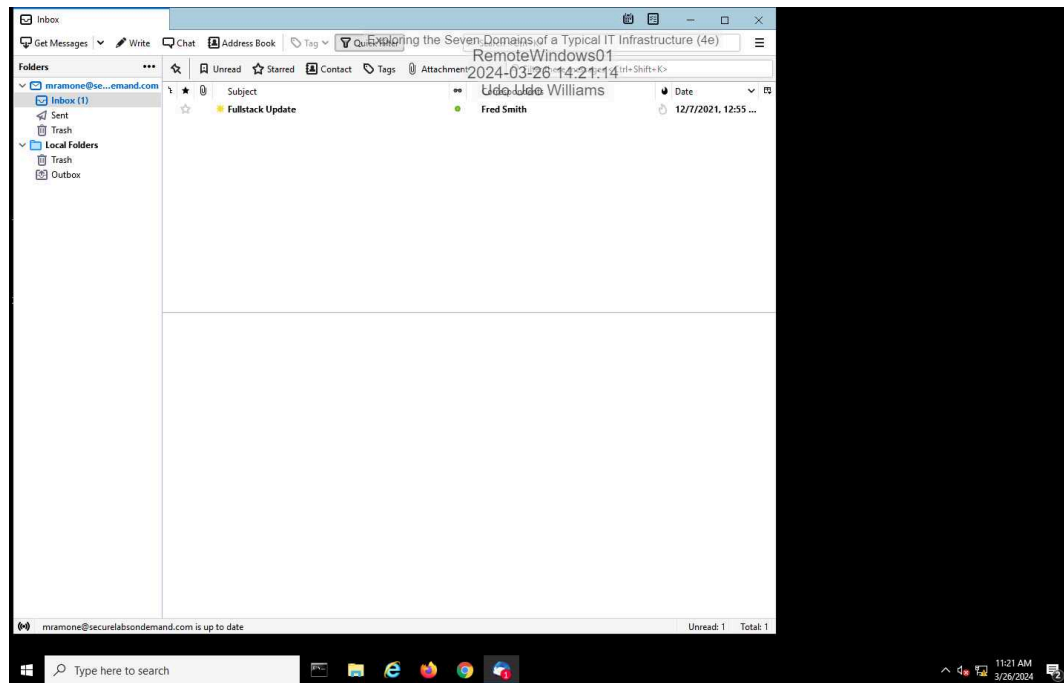 Inbox
Get Messages Write Chat Address Book Tag Quick Filter
Exploring the Seven Domains of a Typical IT Infrastructure (4e)
RemoteWindows01
2024-03-26 14:21:14
Udo Udo Williams
Folders ••• Unread Starred Contact Tags Attachment Ctrl+Shift+K>
mramone@se...emand.com
Subject Correspondents Date
Inbox (1)
Fullstack Update Fred Smith 12/7/2021, 12:55 ...
Sent
Trash
Local Folders
Trash
Outbox
mramone@securelabsondemand.com is up to date Unread: 1 Total: 1
Type here to search
11:21 AM
3/26/2024